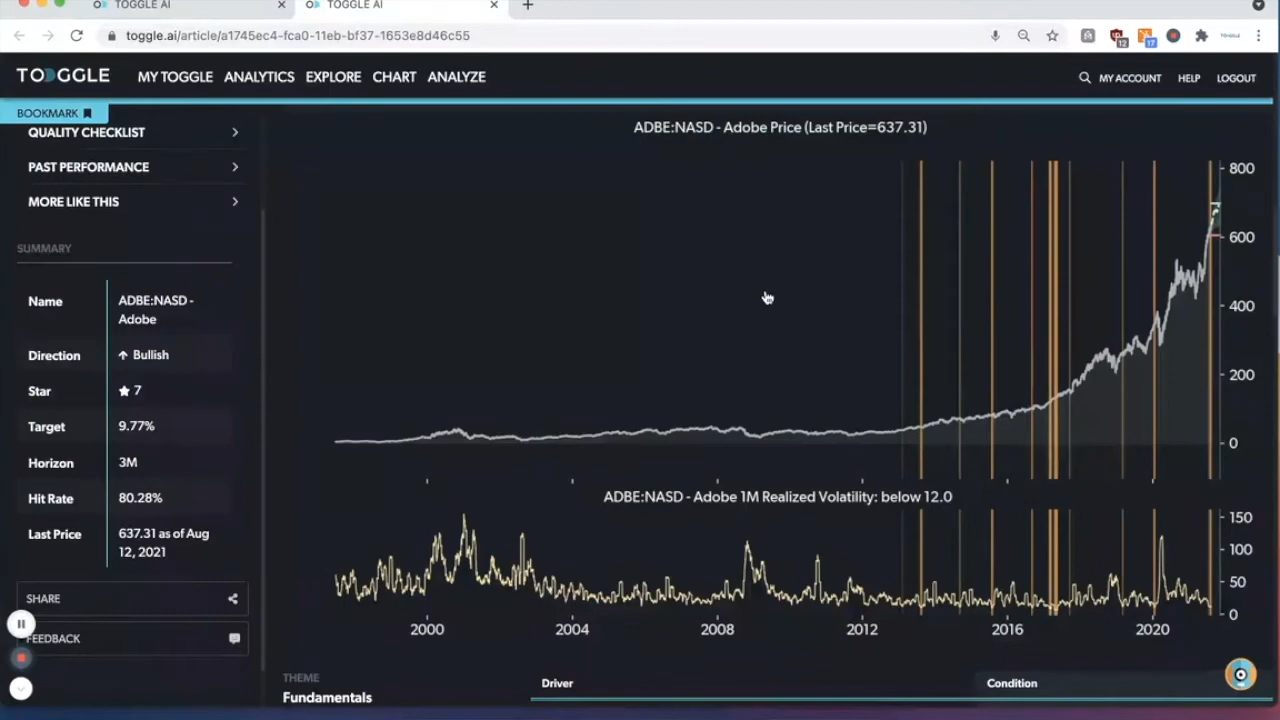 TOGGLE AI
TOGGLE AI
toggle.ai/article/a1745ec4-fca0-11eb-bf37-1653e8d46c55
12
17
TOGGLE
MY TOGGLE
ANALYTICS
EXPLORE
CHART
ANALYZE
MY ACCOUNT
HELP
LOGOUT
BOOKMARK
QUALITY CHECKLIST
PAST PERFORMANCE
MORE LIKE THIS
SUMMARY
Name
ADBE:NASD -
Adobe
Direction
Bullish
Star
7
Target
9.77%
Horizon
3M
Hit Rate
80.28%
Last Price
637.31 as of Aug
12, 2021
SHARE
FEEDBACK
ADBE:NASD - Adobe Price (Last Price=637.31)
800
600
400
200
0
ADBE:NASD - Adobe 1M Realized Volatility: below 12.0
150
100
50
0
2000
2004
2008
2012
2016
2020
THEME
Fundamentals
Driver
Condition